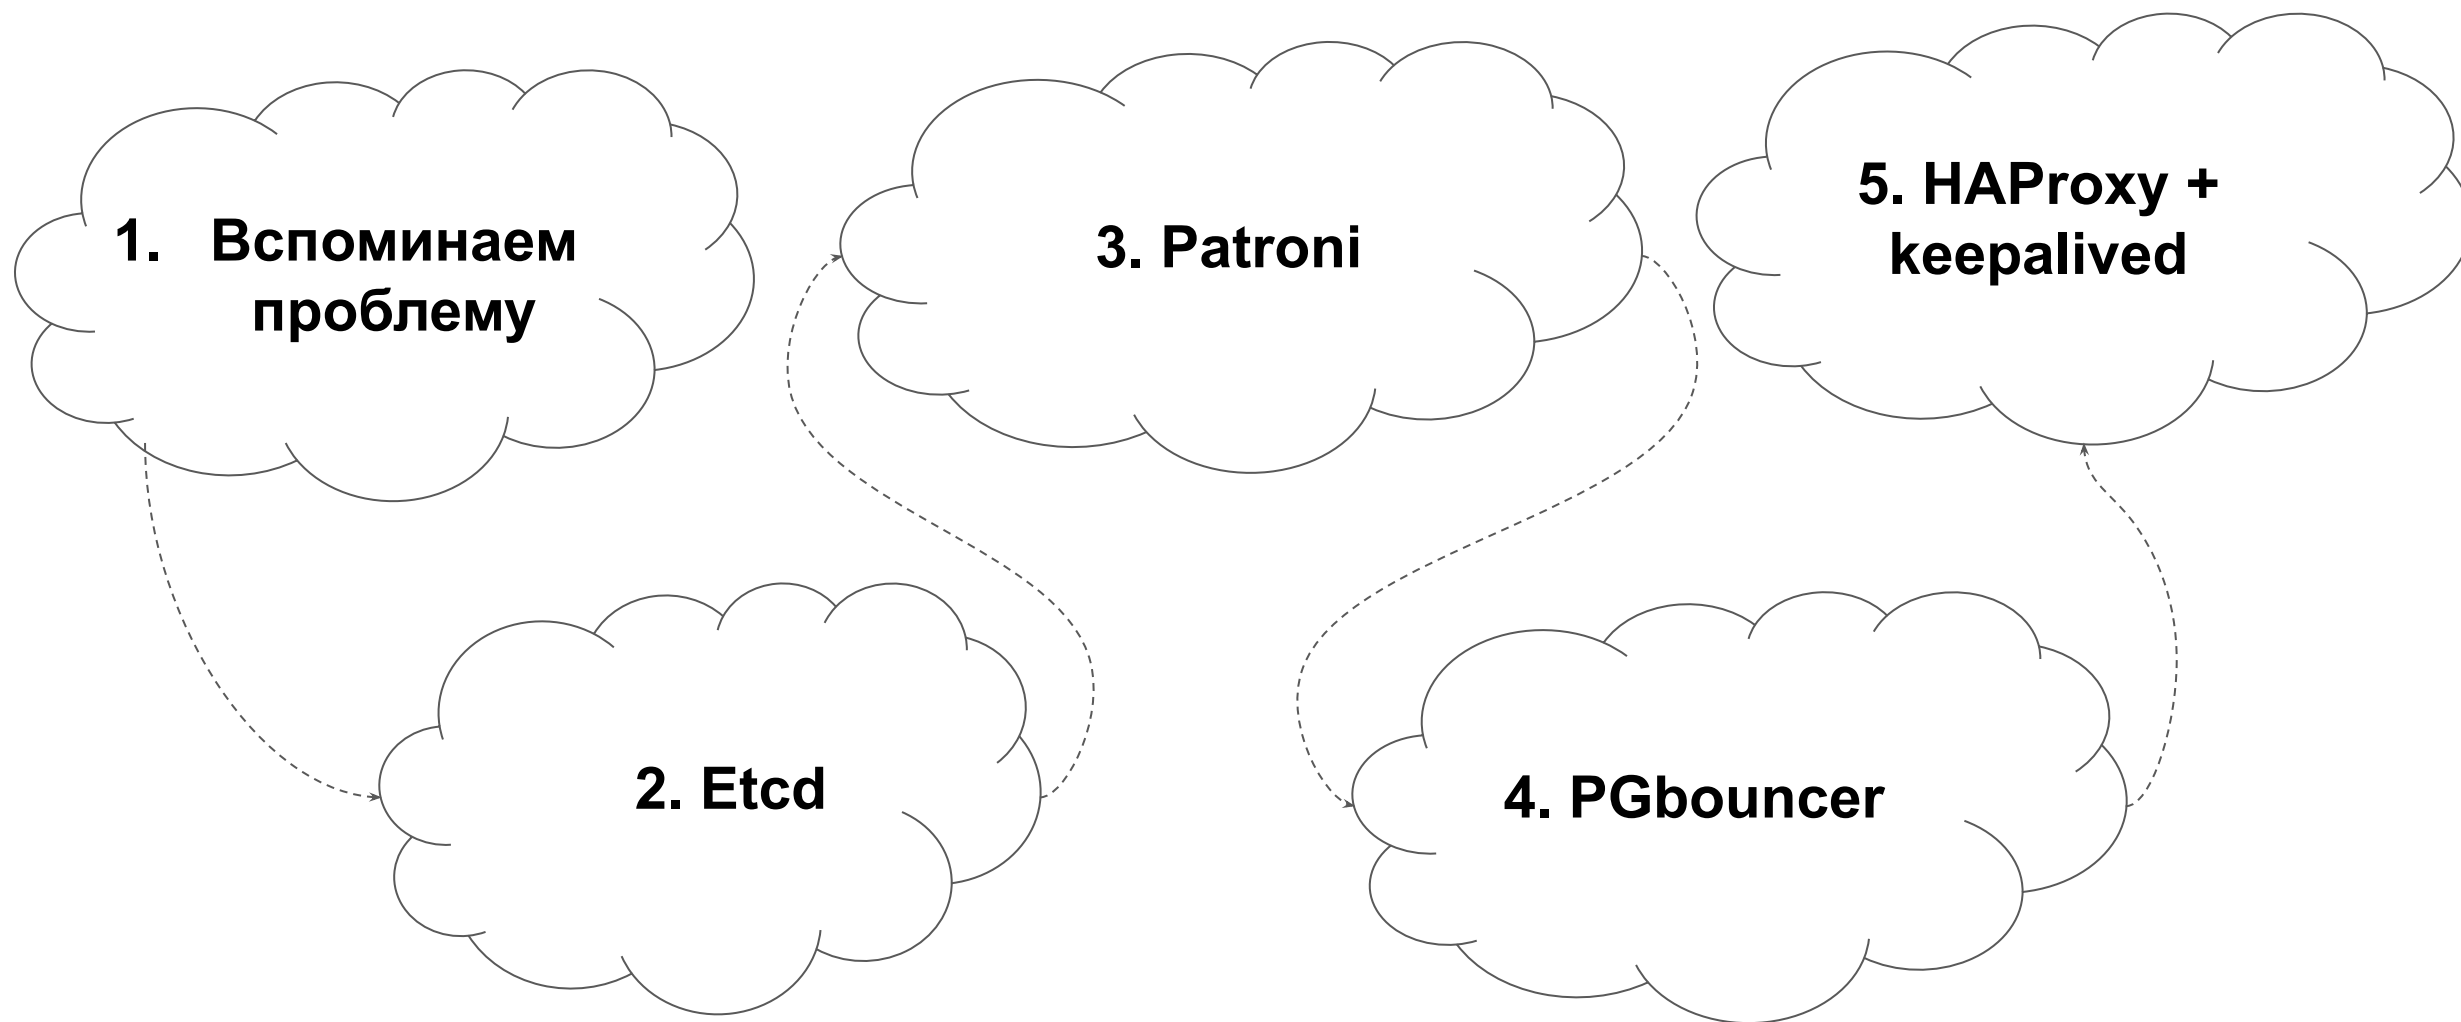 1. Вспоминаем
проблему
2. Etcd
3. Patroni
4. PGbouncer
5. HAProxy +
keepalived